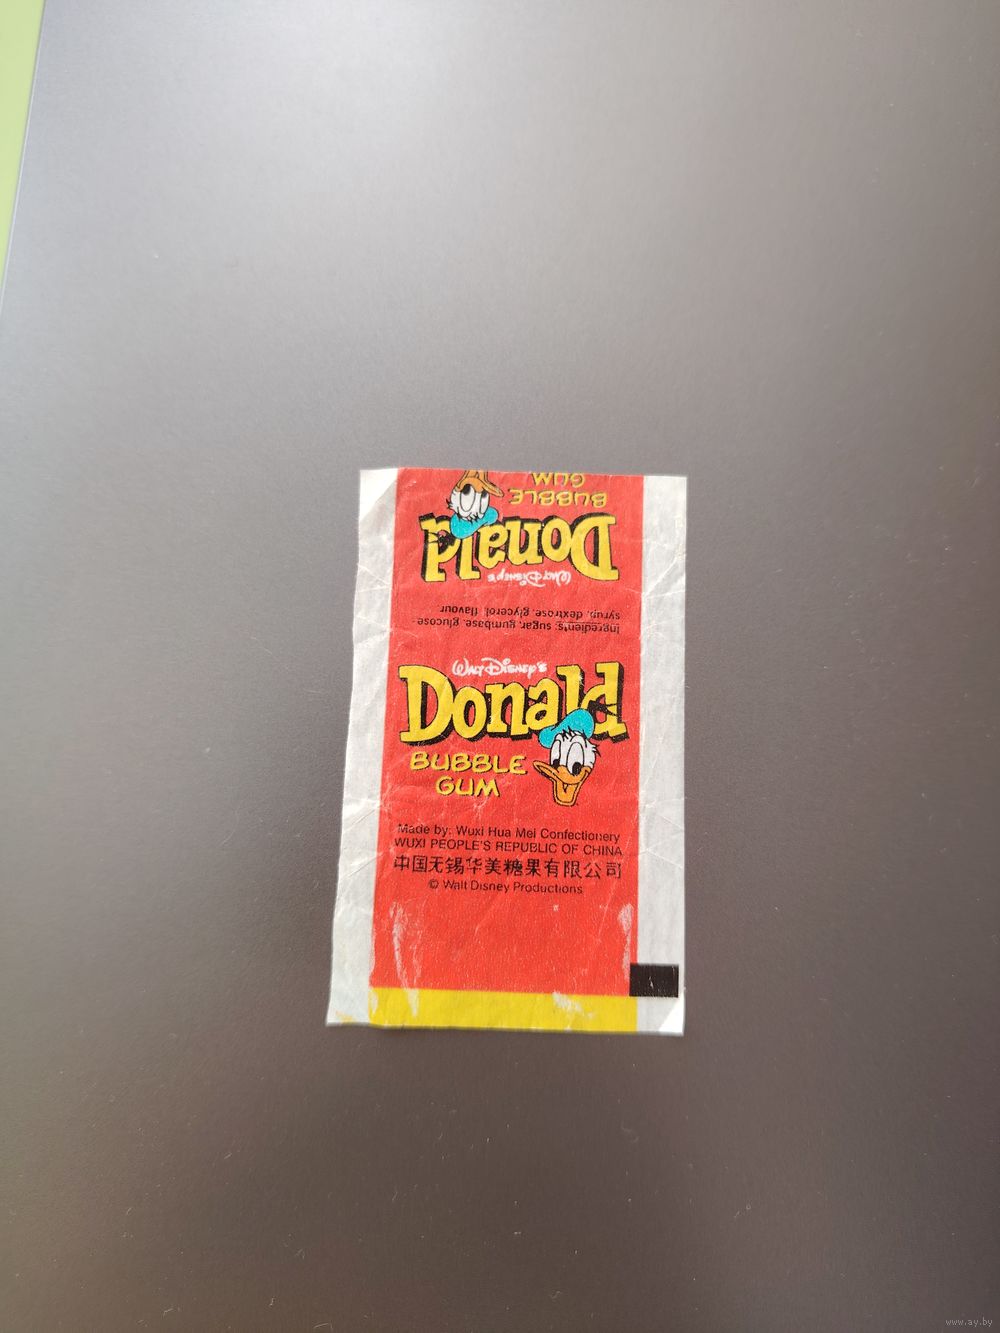 BUBBLE
GUM
Donald
WALT DISNEY'S
Ingredients: sugar, gumbase, glucose-
syrup, dextrose, glycerol, flavour
WALT DISNEY'S
Donald
BUBBLE
GUM
Made by: Wuxi Hua Mei Confectionery
WUXI PEOPLE'S REPUBLIC OF CHINA
中国无锡华美糖果有限公司
© Walt Disney Productions
www.ay.by